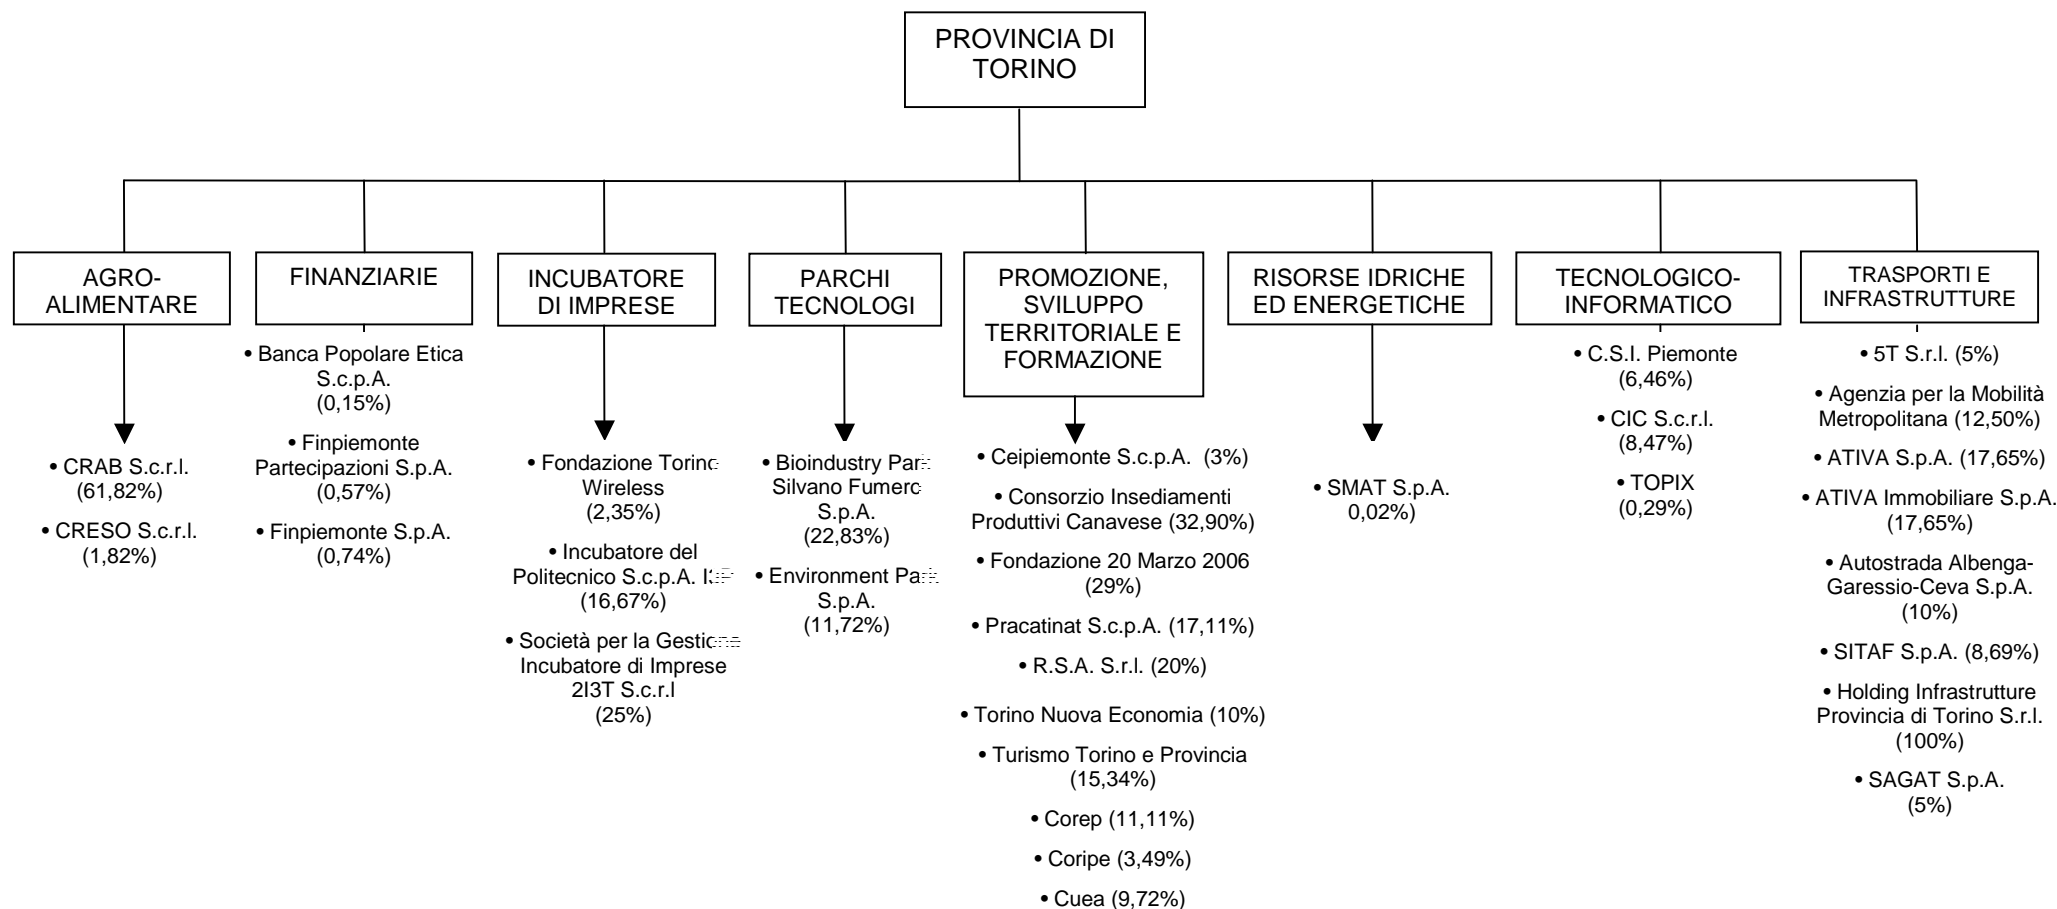 PROVINCIA DI
TORINO
AGRO-
ALIMENTARE
• CRAB S.c.r.l.
(61,82%)
• CRESO S.c.r.l.
(1,82%)
FINANZIARIE
• Banca Popolare Etica
S.c.p.A.
(0,15%)
• Finpiemonte
Partecipazioni S.p.A.
(0,57%)
• Finpiemonte S.p.A.
(0,74%)
INCUBATORE
DI IMPRESE
• Fondazione Torino
Wireless
(2,35%)
• Incubatore del
Politecnico S.c.p.A.
(16,67%)
• Società per la Gestione
Incubatore di Imprese
2I3T S.c.r.l
(25%)
PARCHI
TECNOLOGI
• Bioindustry Park
Silvano Fumero
S.p.A.
(22,83%)
• Environment Park
S.p.A.
(11,72%)
PROMOZIONE,
SVILUPPO
TERRITORIALE E
FORMAZIONE
• Ceipiemonte S.c.p.A. (3%)
• Consorzio Insediamenti
Produttivi Canavese (32,90%)
• Fondazione 20 Marzo 2006
(29%)
• Pracatinat S.c.p.A. (17,11%)
• R.S.A. S.r.l. (20%)
• Torino Nuova Economia (10%)
• Turismo Torino e Provincia
(15,34%)
• Corep (11,11%)
• Coripe (3,49%)
• Cuea (9,72%)
RISORSE IDRICHE
ED ENERGETICHE
• SMAT S.p.A.
0,02%)
TECNOLOGICO-
INFORMATICO
• C.S.I. Piemonte
(6,46%)
• CIC S.c.r.l.
(8,47%)
• TOPIX
(0,29%)
TRASPORTI E
INFRASTRUTTURE
• 5T S.r.l. (5%)
• Agenzia per la Mobilità
Metropolitana (12,50%)
• ATIVA S.p.A. (17,65%)
• ATIVA Immobiliare S.p.A.
(17,65%)
• Autostrada Albenga-
Garessio-Ceva S.p.A.
(10%)
• SITAF S.p.A. (8,69%)
• Holding Infrastrutture
Provincia di Torino S.r.l.
(100%)
• SAGAT S.p.A.
(5%)